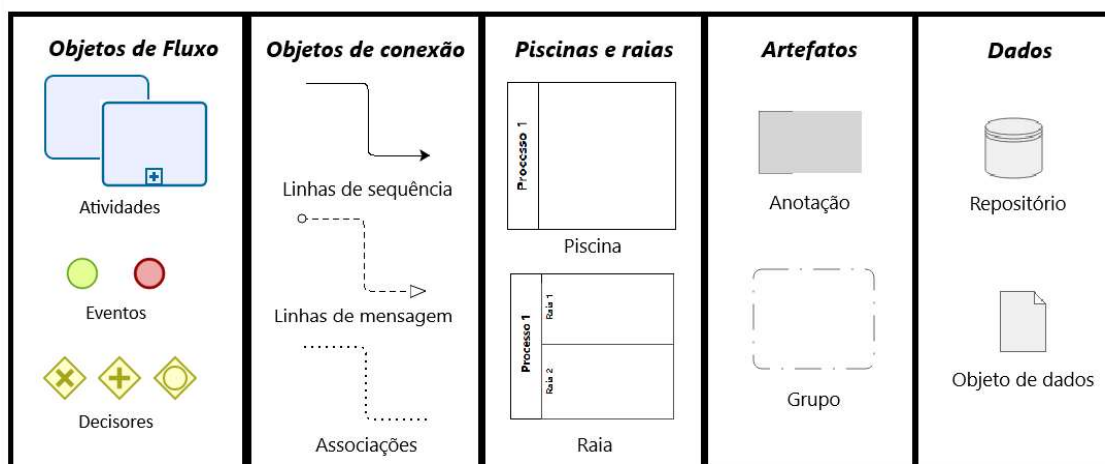 Objetos de Fluxo
Atividades
Eventos
Decisores
Objetos de conexão
Linhas de sequência
Linhas de mensagem
Associações
Piscinas e raias
Processo 1
Piscina
Processo 1
Raia 1
Raia 2
Raia
Artefatos
Anotação
Grupo
Dados
Repositório
Objeto de dados